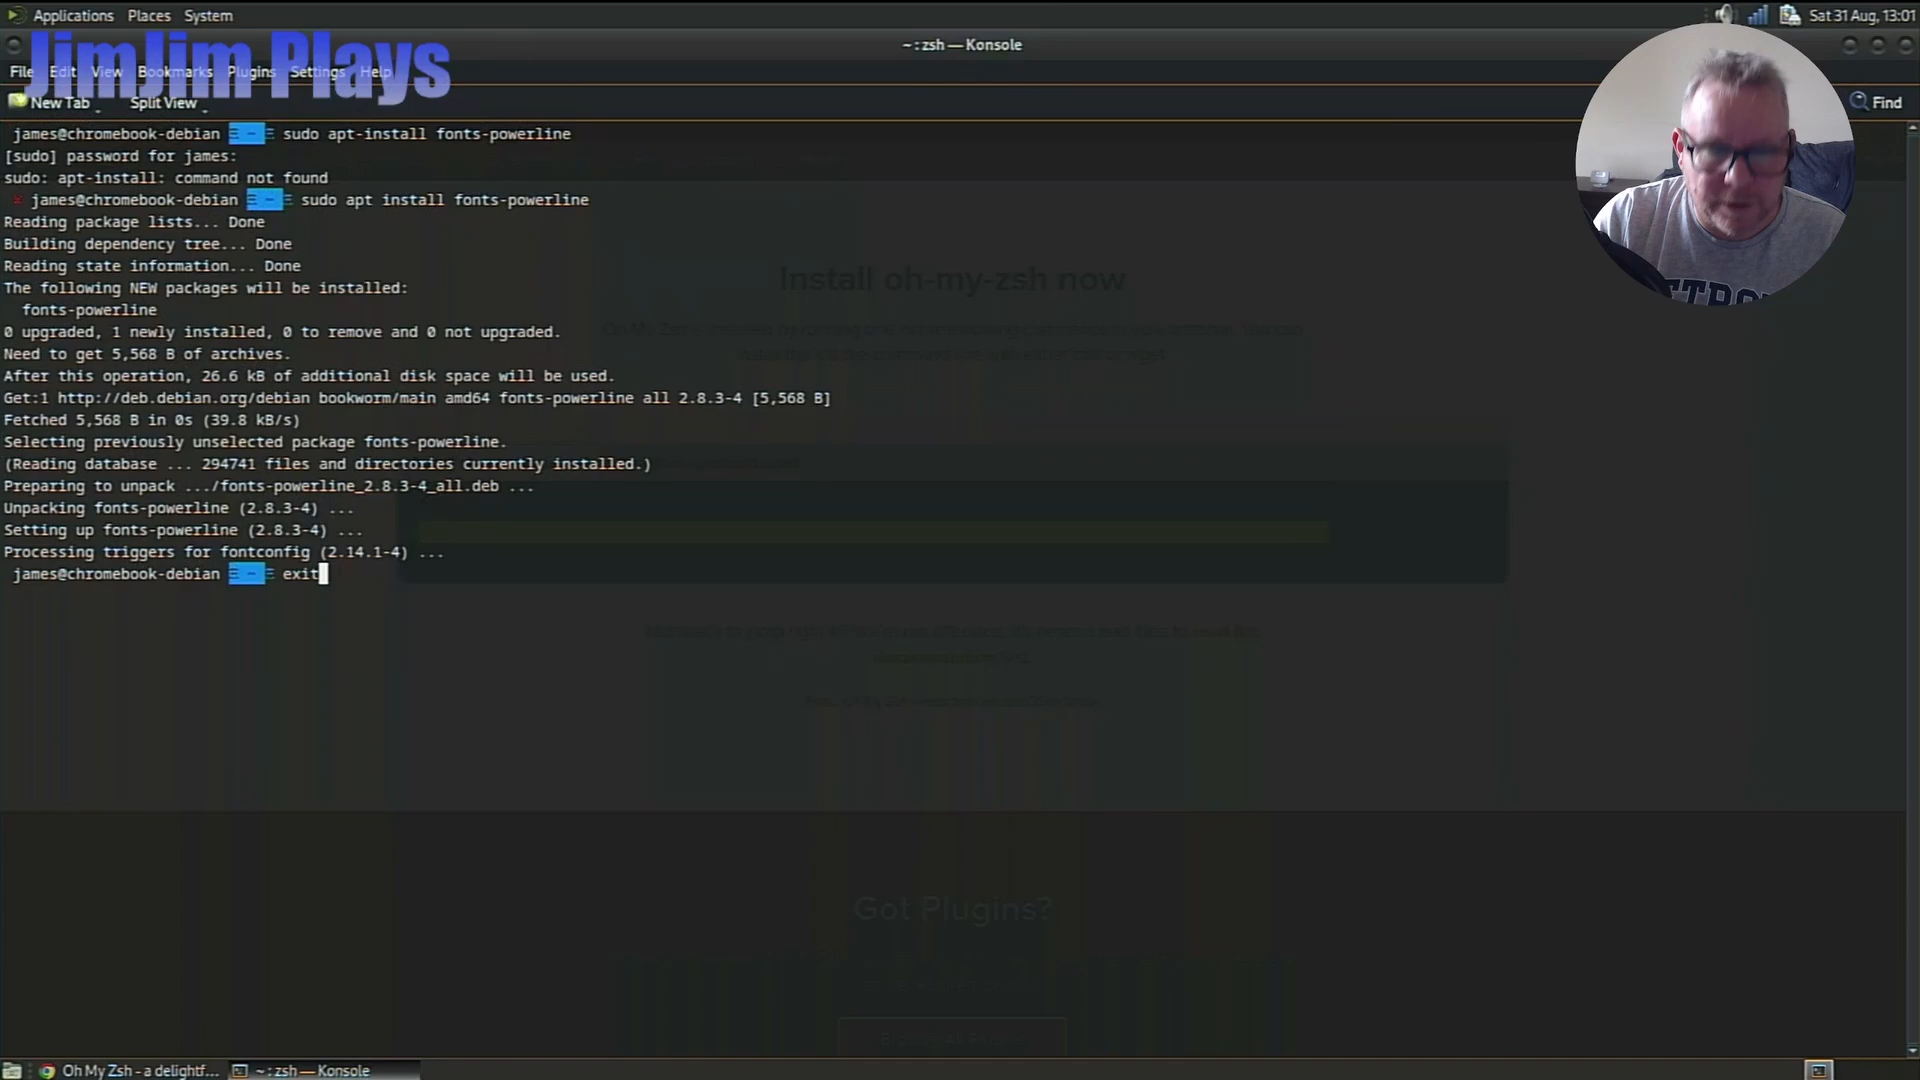 Applications Places System
Sat 31 Aug, 13:01
JimJim Plays
~ : zsh — Konsole
File Edit View Bookmarks Plugins Settings Help
New Tab Split View
Find
james@chromebook-debian ~ sudo apt-install fonts-powerline
[sudo] password for james:
sudo: apt-install: command not found
james@chromebook-debian ~ sudo apt install fonts-powerline
Reading package lists... Done
Building dependency tree... Done
Reading state information... Done
The following NEW packages will be installed:
fonts-powerline
0 upgraded, 1 newly installed, 0 to remove and 0 not upgraded.
Need to get 5,568 B of archives.
After this operation, 26.6 kB of additional disk space will be used.
Get:1 http://deb.debian.org/debian bookworm/main amd64 fonts-powerline all 2.8.3-4 [5,568 B]
Fetched 5,568 B in 0s (39.8 kB/s)
Selecting previously unselected package fonts-powerline.
(Reading database ... 294741 files and directories currently installed.)
Preparing to unpack .../fonts-powerline_2.8.3-4_all.deb ...
Unpacking fonts-powerline (2.8.3-4) ...
Setting up fonts-powerline (2.8.3-4) ...
Processing triggers for fontconfig (2.14.1-4) ...
james@chromebook-debian ~ exit
Install oh-my-zsh now
Got Plugins?
Oh My Zsh - a delightf... ~ : zsh — Konsole